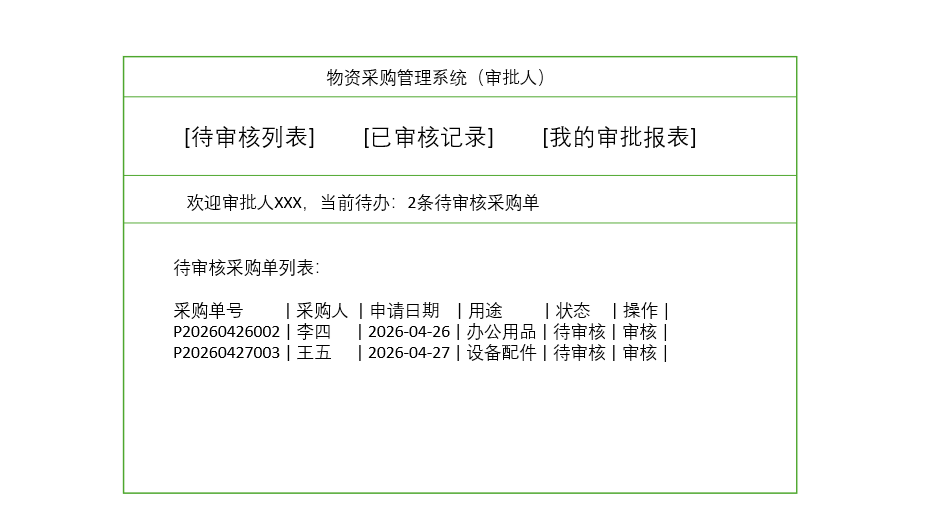 物资采购管理系统（审批人）
[待审核列表] [已审核记录] [我的审批报表]
欢迎审批人XXX，当前待办：2条待审核采购单
待审核采购单列表：
采购单号 | 采购人 | 申请日期 | 用途 | 状态 | 操作 |
P20260426002 | 李四 | 2026-04-26 | 办公用品 | 待审核 | 审核 |
P20260427003 | 王五 | 2026-04-27 | 设备配件 | 待审核 | 审核 |